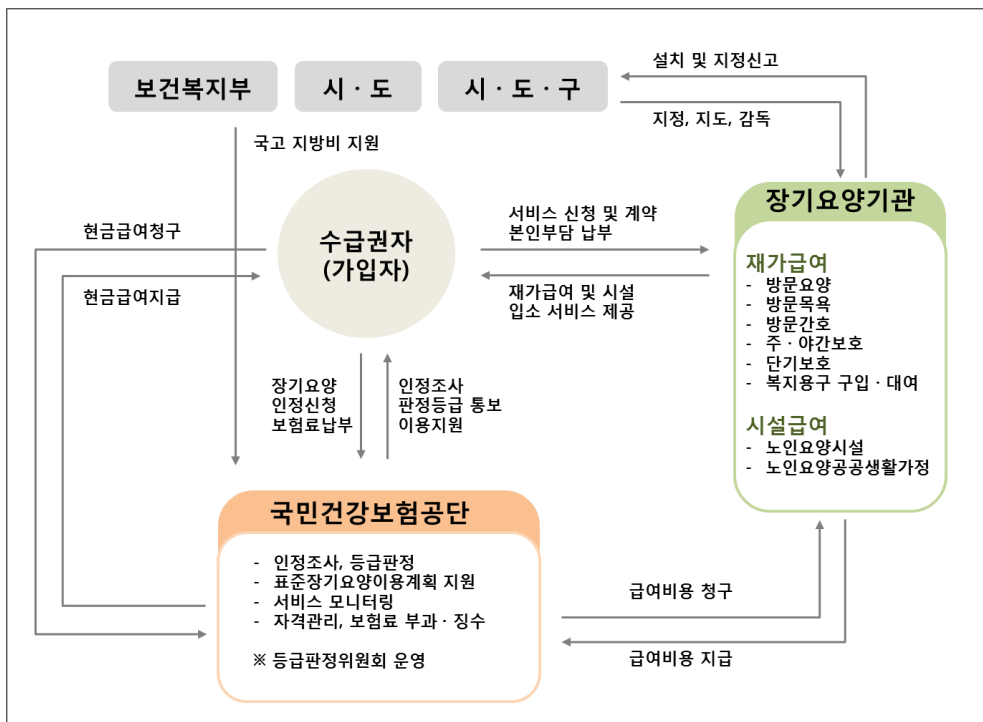 보건복지부
시 · 도
시 · 도 · 구
설치 및 지정신고
지정, 지도, 감독
국고 지방비 지원
수급권자
(가입자)
현금급여청구
현금급여지급
서비스 신청 및 계약
본인부담 납부
재가급여 및 시설
입소 서비스 제공
장기요양기관
재가급여
- 방문요양
- 방문목욕
- 방문간호
- 주 · 야간보호
- 단기보호
- 복지용구 구입 · 대여
시설급여
- 노인요양시설
- 노인요양공공생활가정
장기요양
인정신청
보험료납부
인정조사
판정등급 통보
이용지원
국민건강보험공단
- 인정조사, 등급판정
- 표준장기요양이용계획 지원
- 서비스 모니터링
- 자격관리, 보험료 부과 · 징수
※ 등급판정위원회 운영
급여비용 청구
급여비용 지급